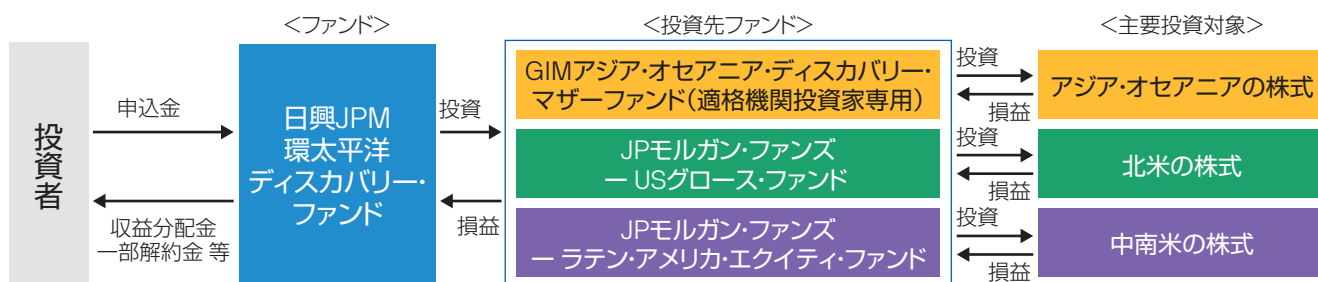 <ファンド>
<投資先ファンド>
<主要投資対象>
投資者
申込金
収益分配金
一部解約金 等
日興JPM
環太平洋
ディスカバリー・
ファンド
投資
損益
GIMアジア・オセアニア・ディスカバリー・
マザーファンド(適格機関投資家専用)
投資
損益
アジア・オセアニアの株式
JPモルガン・ファンズ
ー USグロース・ファンド
投資
損益
北米の株式
JPモルガン・ファンズ
ー ラテン・アメリカ・エクイティ・ファンド
投資
損益
中南米の株式